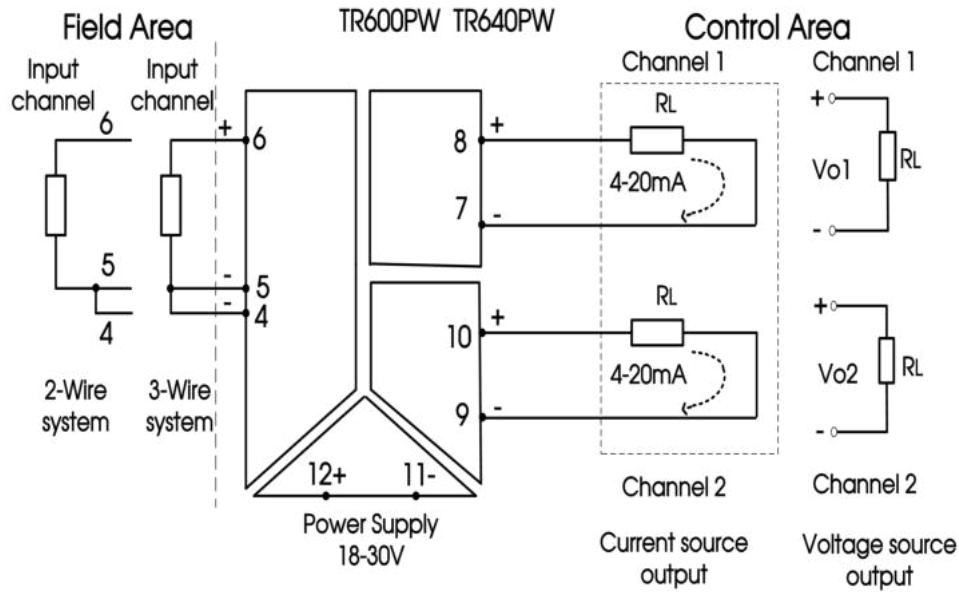 TR600PW TR640PW
Field Area
Control Area
Input
channel
Input
channel
Channel 1
Channel 1
6
+
6
8
+
RL
+
4-20mA
Vo1
RL
7
-
-
5
-
5
-
4
4
RL
+
10
+
4-20mA
Vo2
RL
9
-
-
2-Wire
system
3-Wire
system
12+
11-
Channel 2
Channel 2
Power Supply
18-30V
Current source
output
Voltage source
output